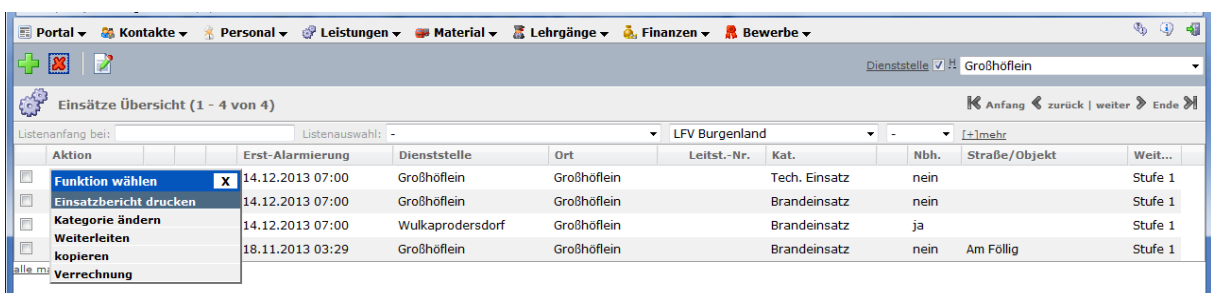 Portal Kontakte Personal Leistungen Material Lehrgänge Finanzen Bewerbe
Dienststelle H Großhöflein
Einsätze Übersicht (1 - 4 von 4) Anfang zurück | weiter Ende
Listenanfang bei: Listenauswahl: - LFV Burgenland - [+]mehr
Aktion Erst-Alarmierung Dienststelle Ort Leitst.-Nr. Kat. Nbh. Straße/Objekt Weit...
Funktion wählen X 14.12.2013 07:00 Großhöflein Großhöflein Tech. Einsatz nein Stufe 1
Einsatzbericht drucken 14.12.2013 07:00 Großhöflein Großhöflein Brandeinsatz nein Stufe 1
Kategorie ändern 14.12.2013 07:00 Wulkaprodersdorf Großhöflein Brandeinsatz ja Stufe 1
Weiterleiten
kopieren 18.11.2013 03:29 Großhöflein Großhöflein Brandeinsatz nein Am Föllig Stufe 1
alle Verrechnung